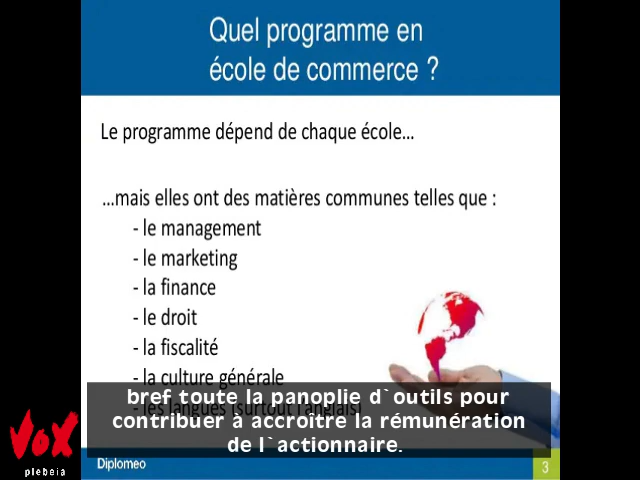 Quel programme en
école de commerce ?
Le programme dépend de chaque école...
...mais elles ont des matières communes telles que :
- le management
- le marketing
- la finance
- le droit
- la fiscalité
- la culture générale
- les langues (surtout l'anglais)
bref toute la panoplie d`outils pour
contribuer à accroître la rémunération
de l`actionnaire.
VoX
plebeia
Diplomeo
3